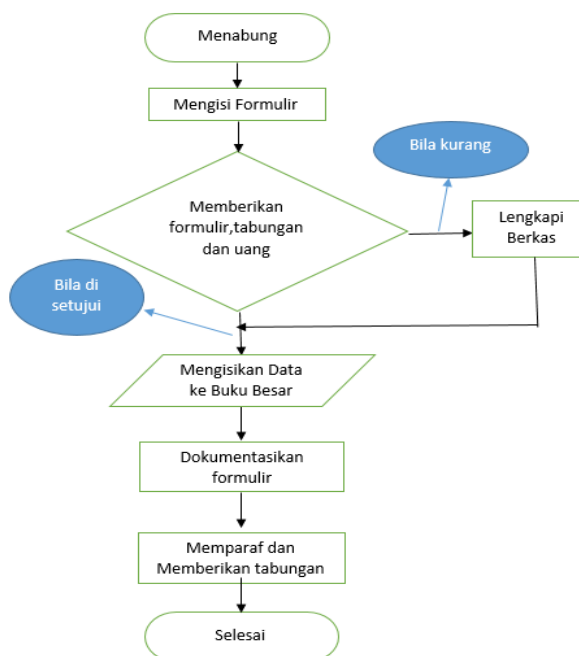 Menabung
Mengisi Formulir
Bila kurang
Memberikan
formulir,tabungan
dan uang
Lengkapi
Berkas
Bila di
setujui
Mengisikan Data
ke Buku Besar
Dokumentasikan
formulir
Memparaf dan
Memberikan tabungan
Selesai